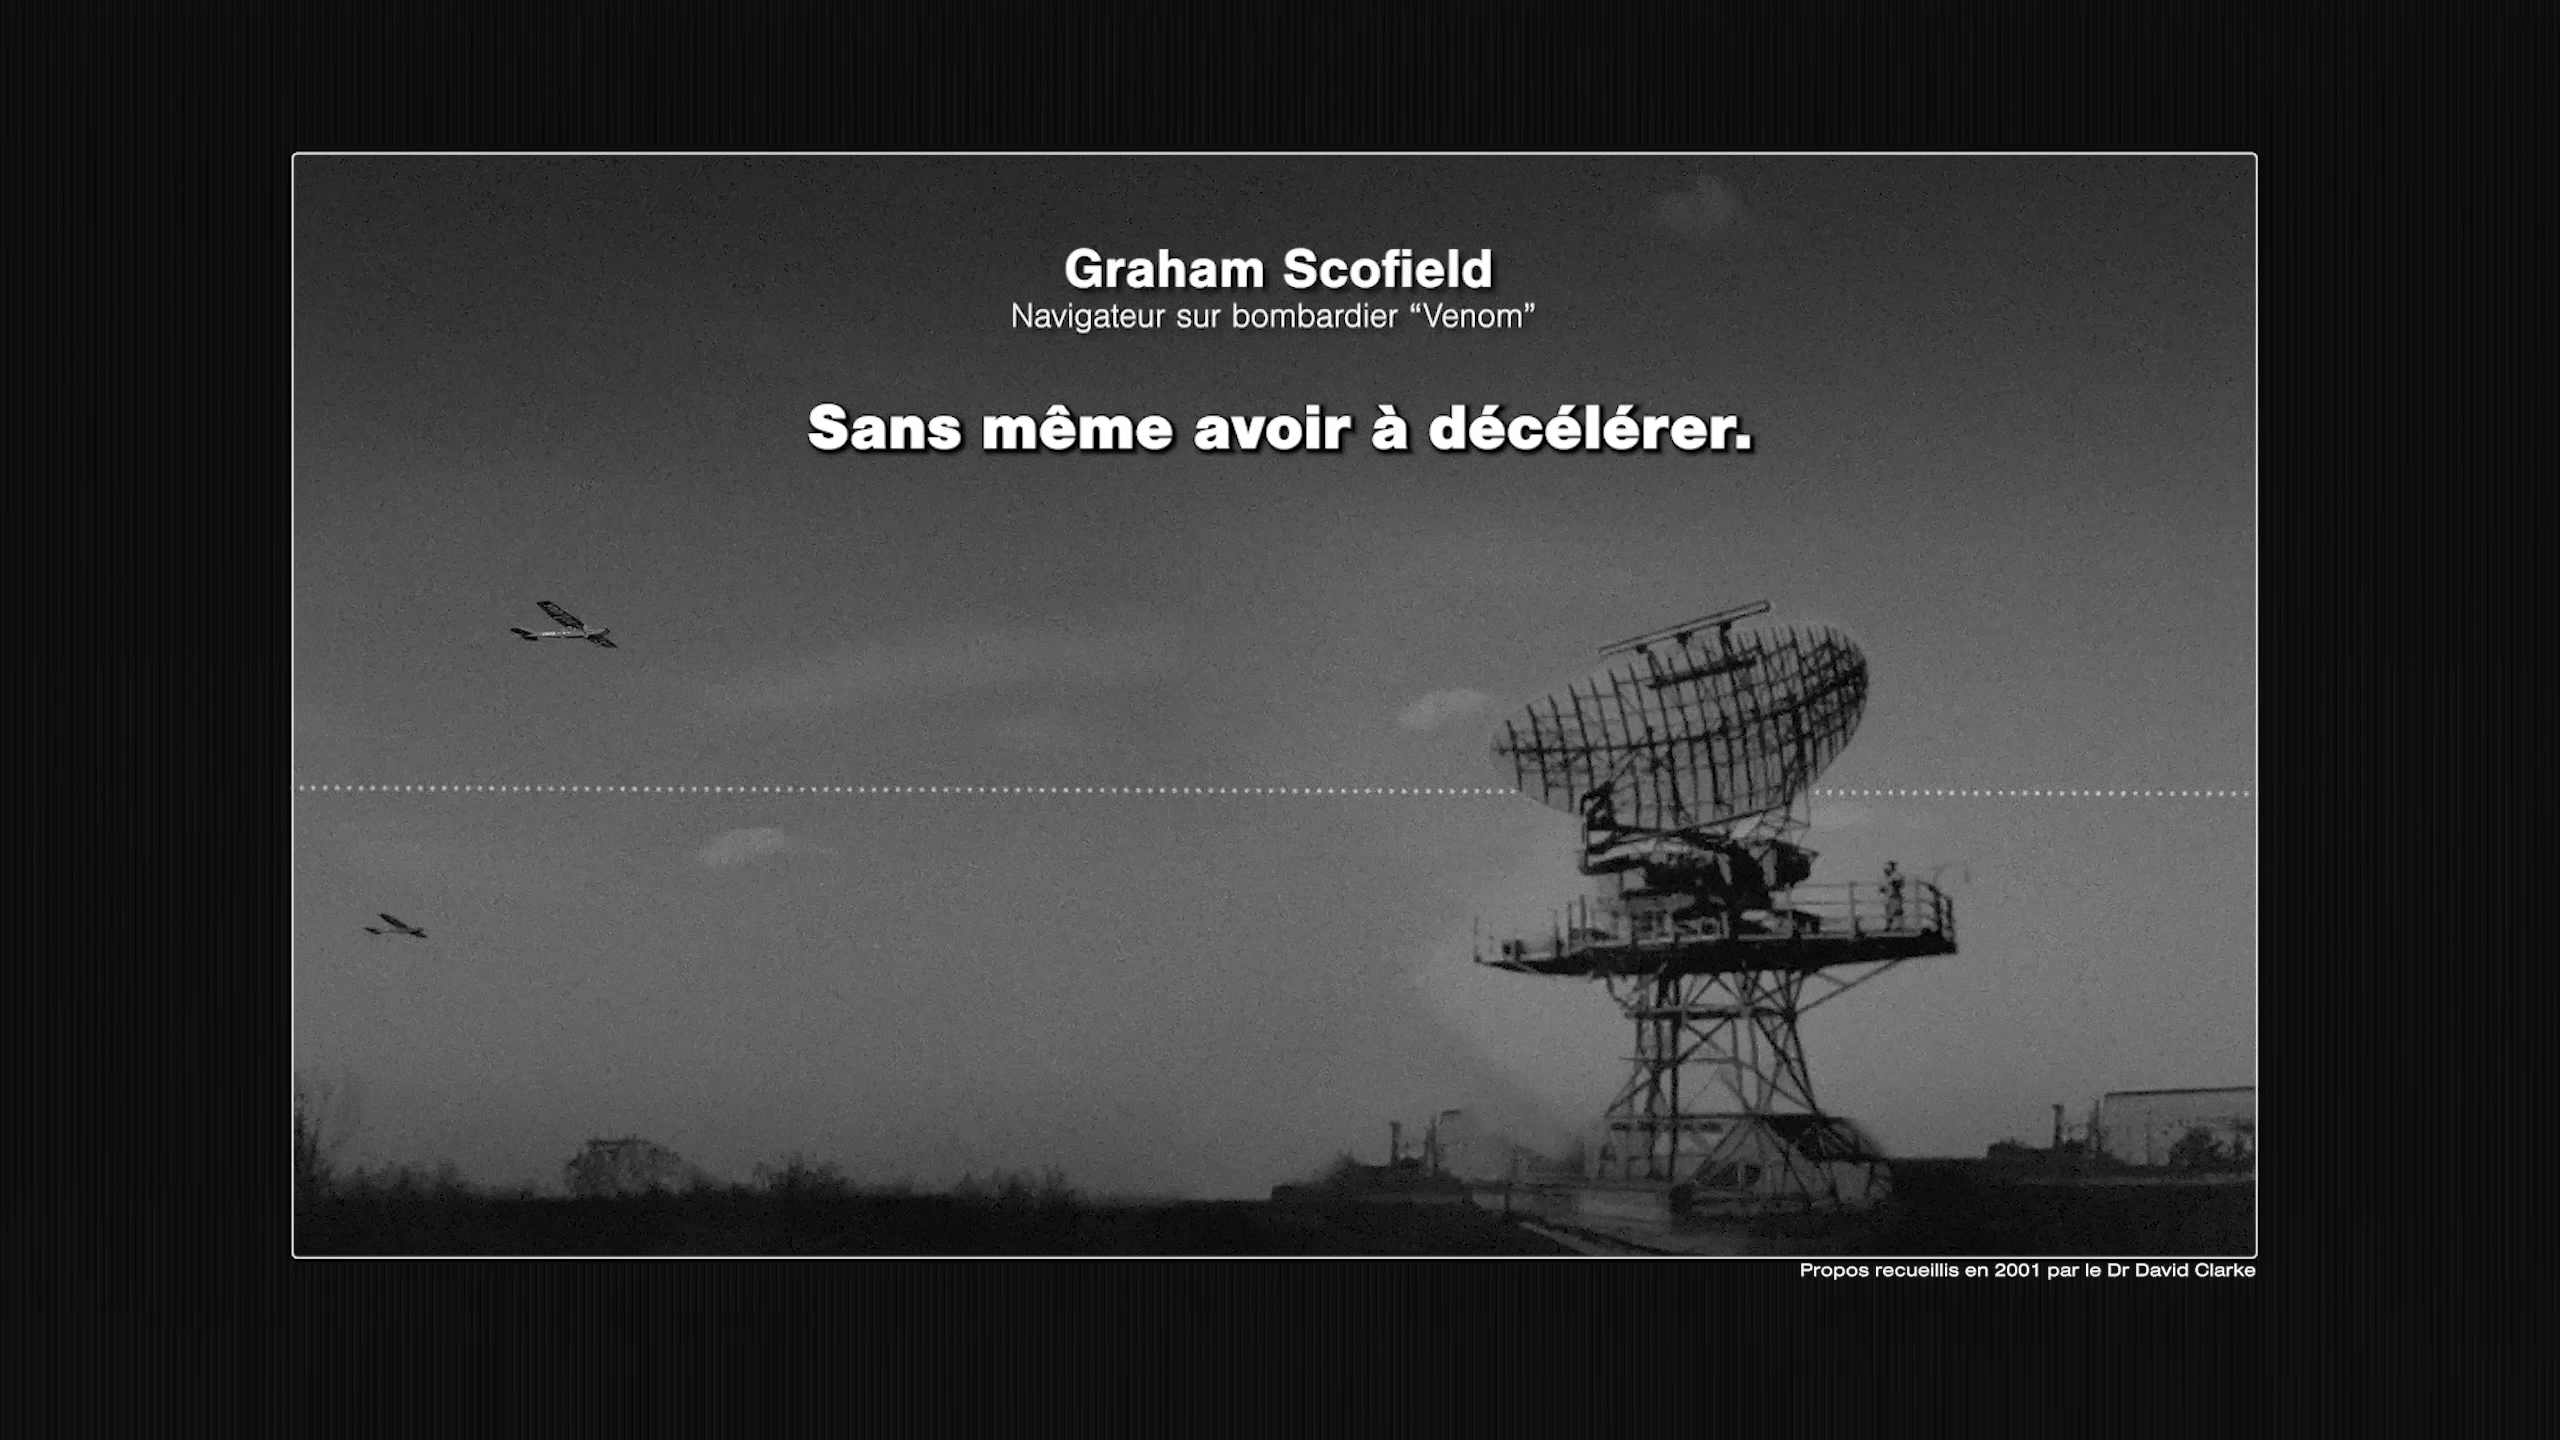 Graham Scofield
Navigateur sur bombardier “Venom”
Sans même avoir à décélérer.
Propos recueillis en 2001 par le Dr David Clarke